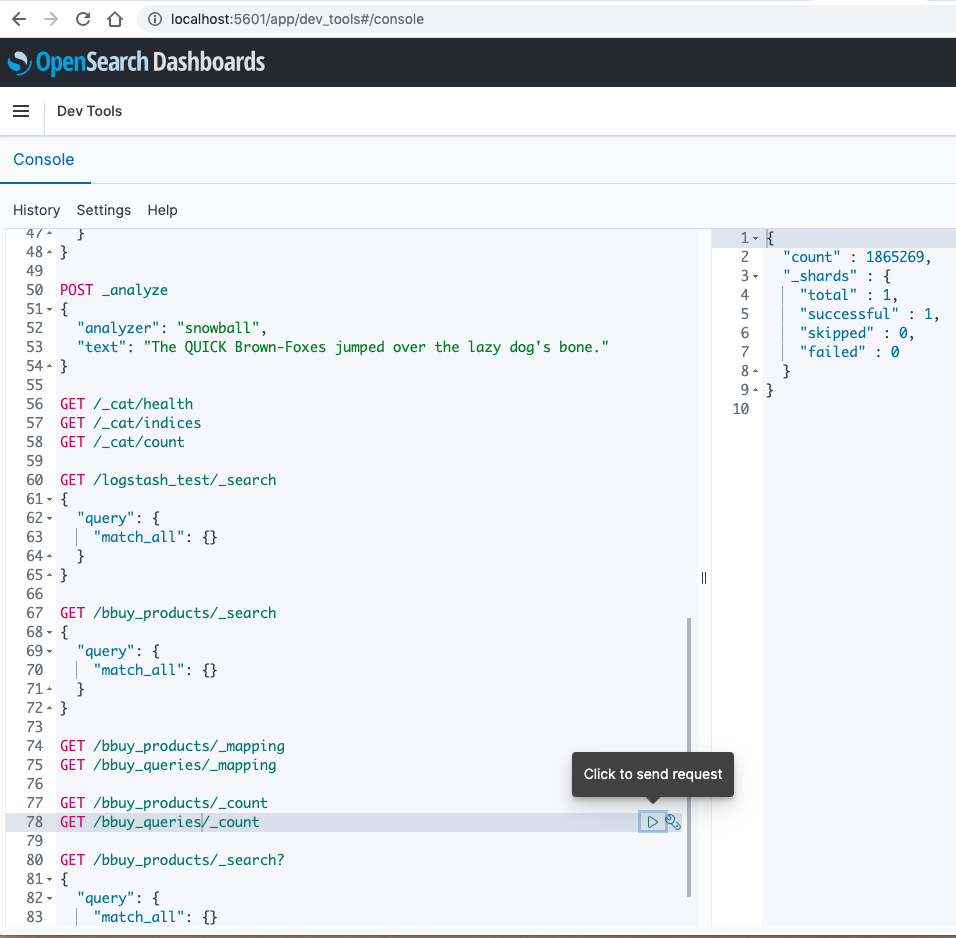 localhost:5601/app/dev_tools#/console
OpenSearch Dashboards
Dev Tools
Console
History Settings Help
47 }
48 }
49
50 POST _analyze
51 {
52 "analyzer": "snowball",
53 "text": "The QUICK Brown-Foxes jumped over the lazy dog's bone."
54 }
55
56 GET /_cat/health
57 GET /_cat/indices
58 GET /_cat/count
59
60 GET /logstash_test/_search
61 {
62 "query": {
63 "match_all": {}
64 }
65 }
66
67 GET /bbuy_products/_search
68 {
69 "query": {
70 "match_all": {}
71 }
72 }
73
74 GET /bbuy_products/_mapping
75 GET /bbuy_queries/_mapping
76
77 GET /bbuy_products/_count
78 GET /bbuy_queries/_count
79
80 GET /bbuy_products/_search?
81 {
82 "query": {
83 "match_all": {}
Click to send request
1 {
2 "count" : 1865269,
3 "_shards" : {
4 "total" : 1,
5 "successful" : 1,
6 "skipped" : 0,
7 "failed" : 0
8 }
9 }
10